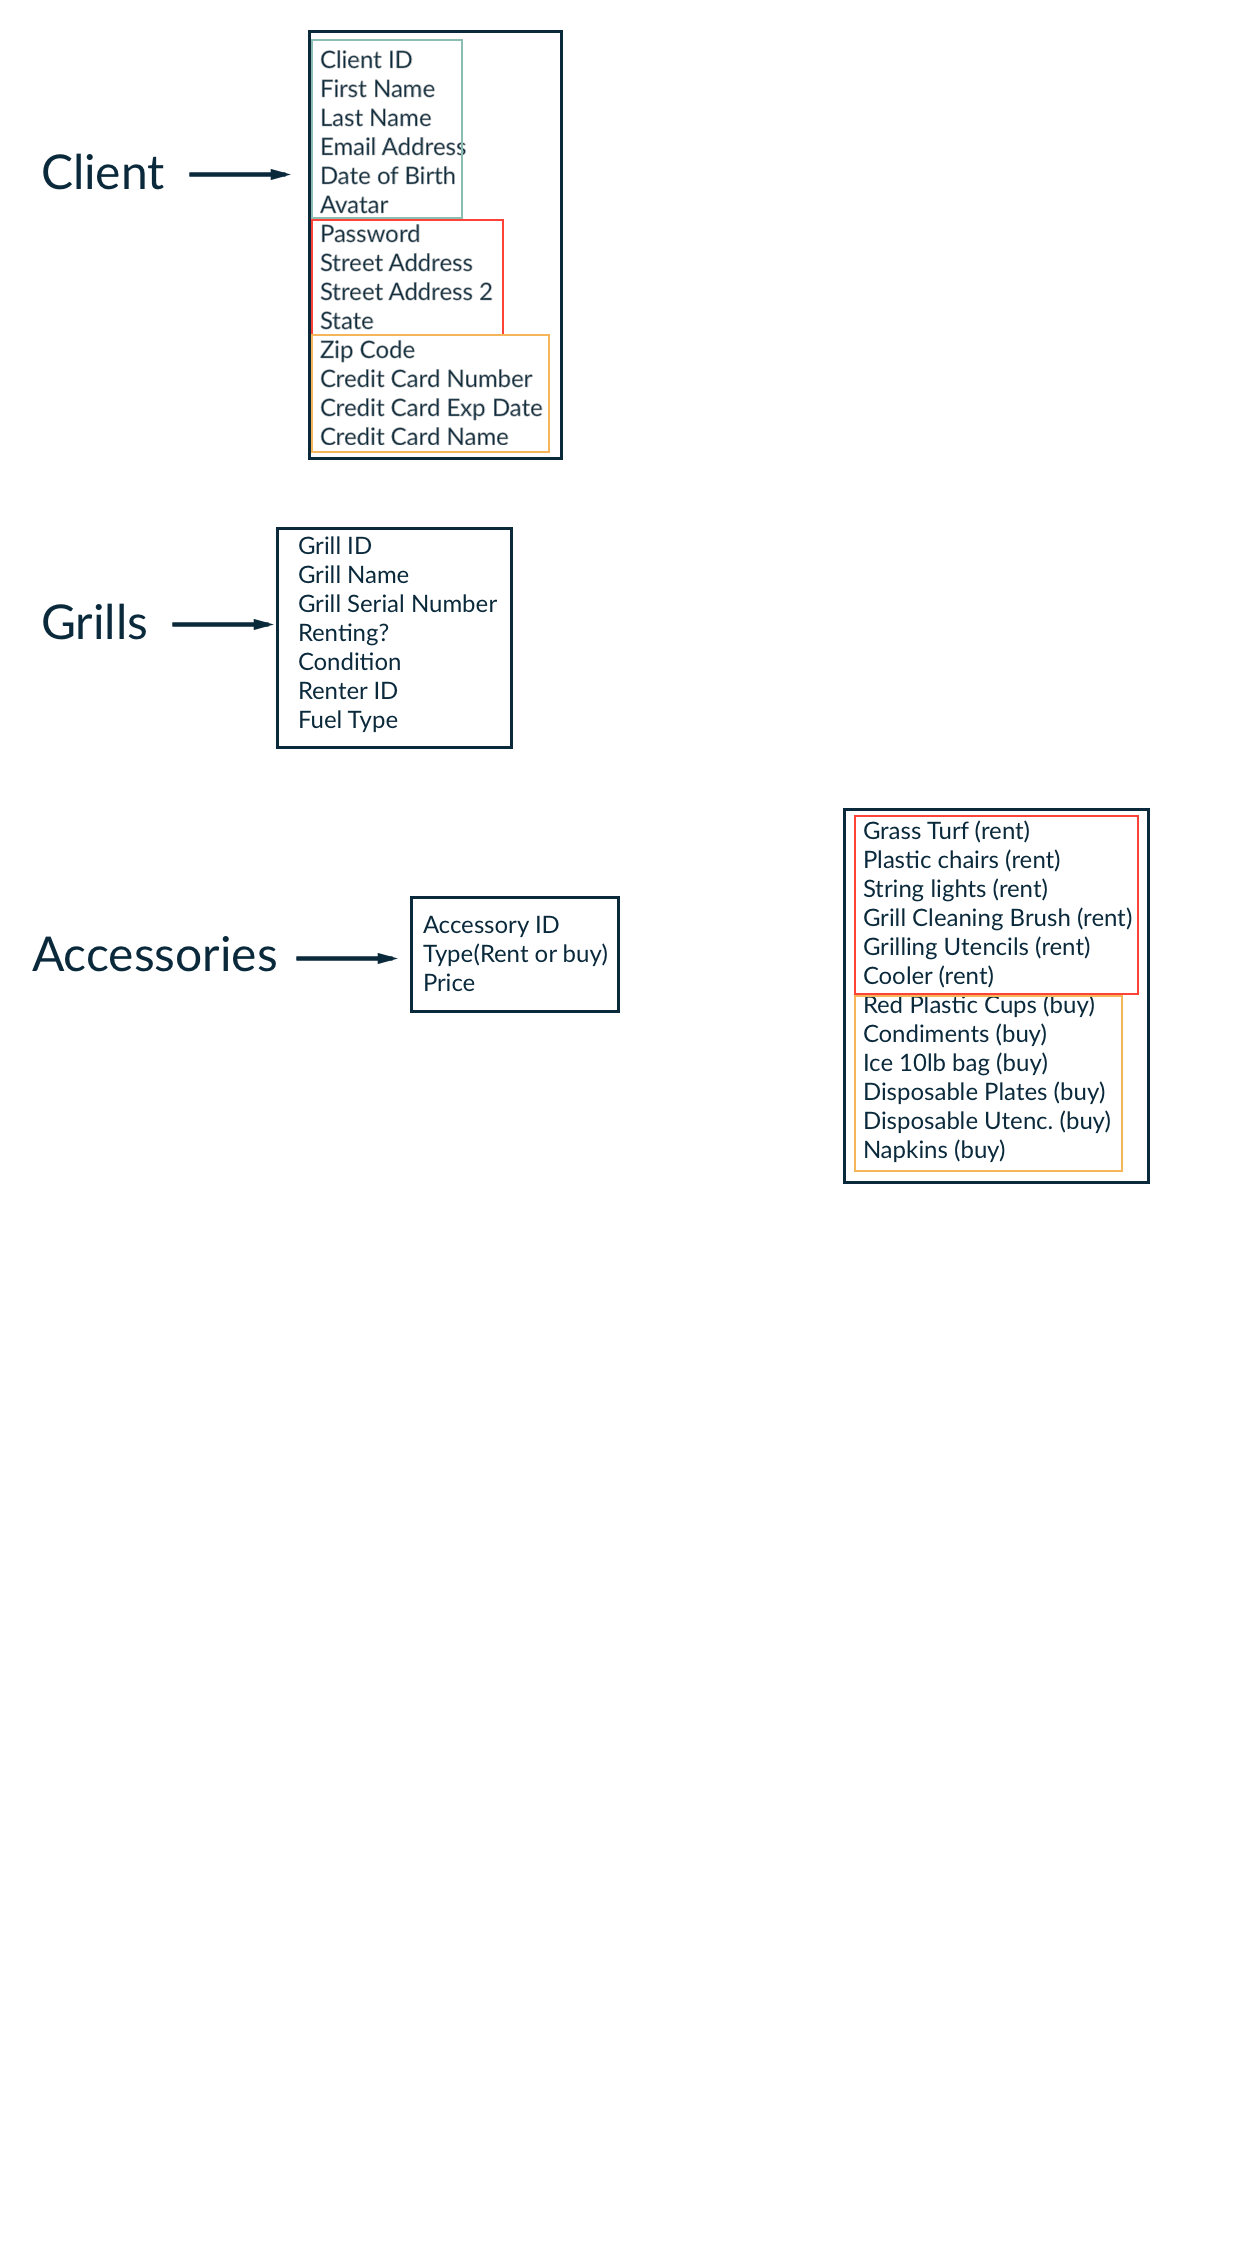 Client
Client ID
First Name
Last Name
Email Address
Date of Birth
Avatar
Password
Street Address
Street Address 2
State
Zip Code
Credit Card Number
Credit Card Exp Date
Credit Card Name
Grills
Grill ID
Grill Name
Grill Serial Number
Renting?
Condition
Renter ID
Fuel Type
Accessories
Accessory ID
Type(Rent or buy)
Price
Grass Turf (rent)
Plastic chairs (rent)
String lights (rent)
Grill Cleaning Brush (rent)
Grilling Utencils (rent)
Cooler (rent)
Red Plastic Cups (buy)
Condiments (buy)
Ice 10lb bag (buy)
Disposable Plates (buy)
Disposable Utenc. (buy)
Napkins (buy)